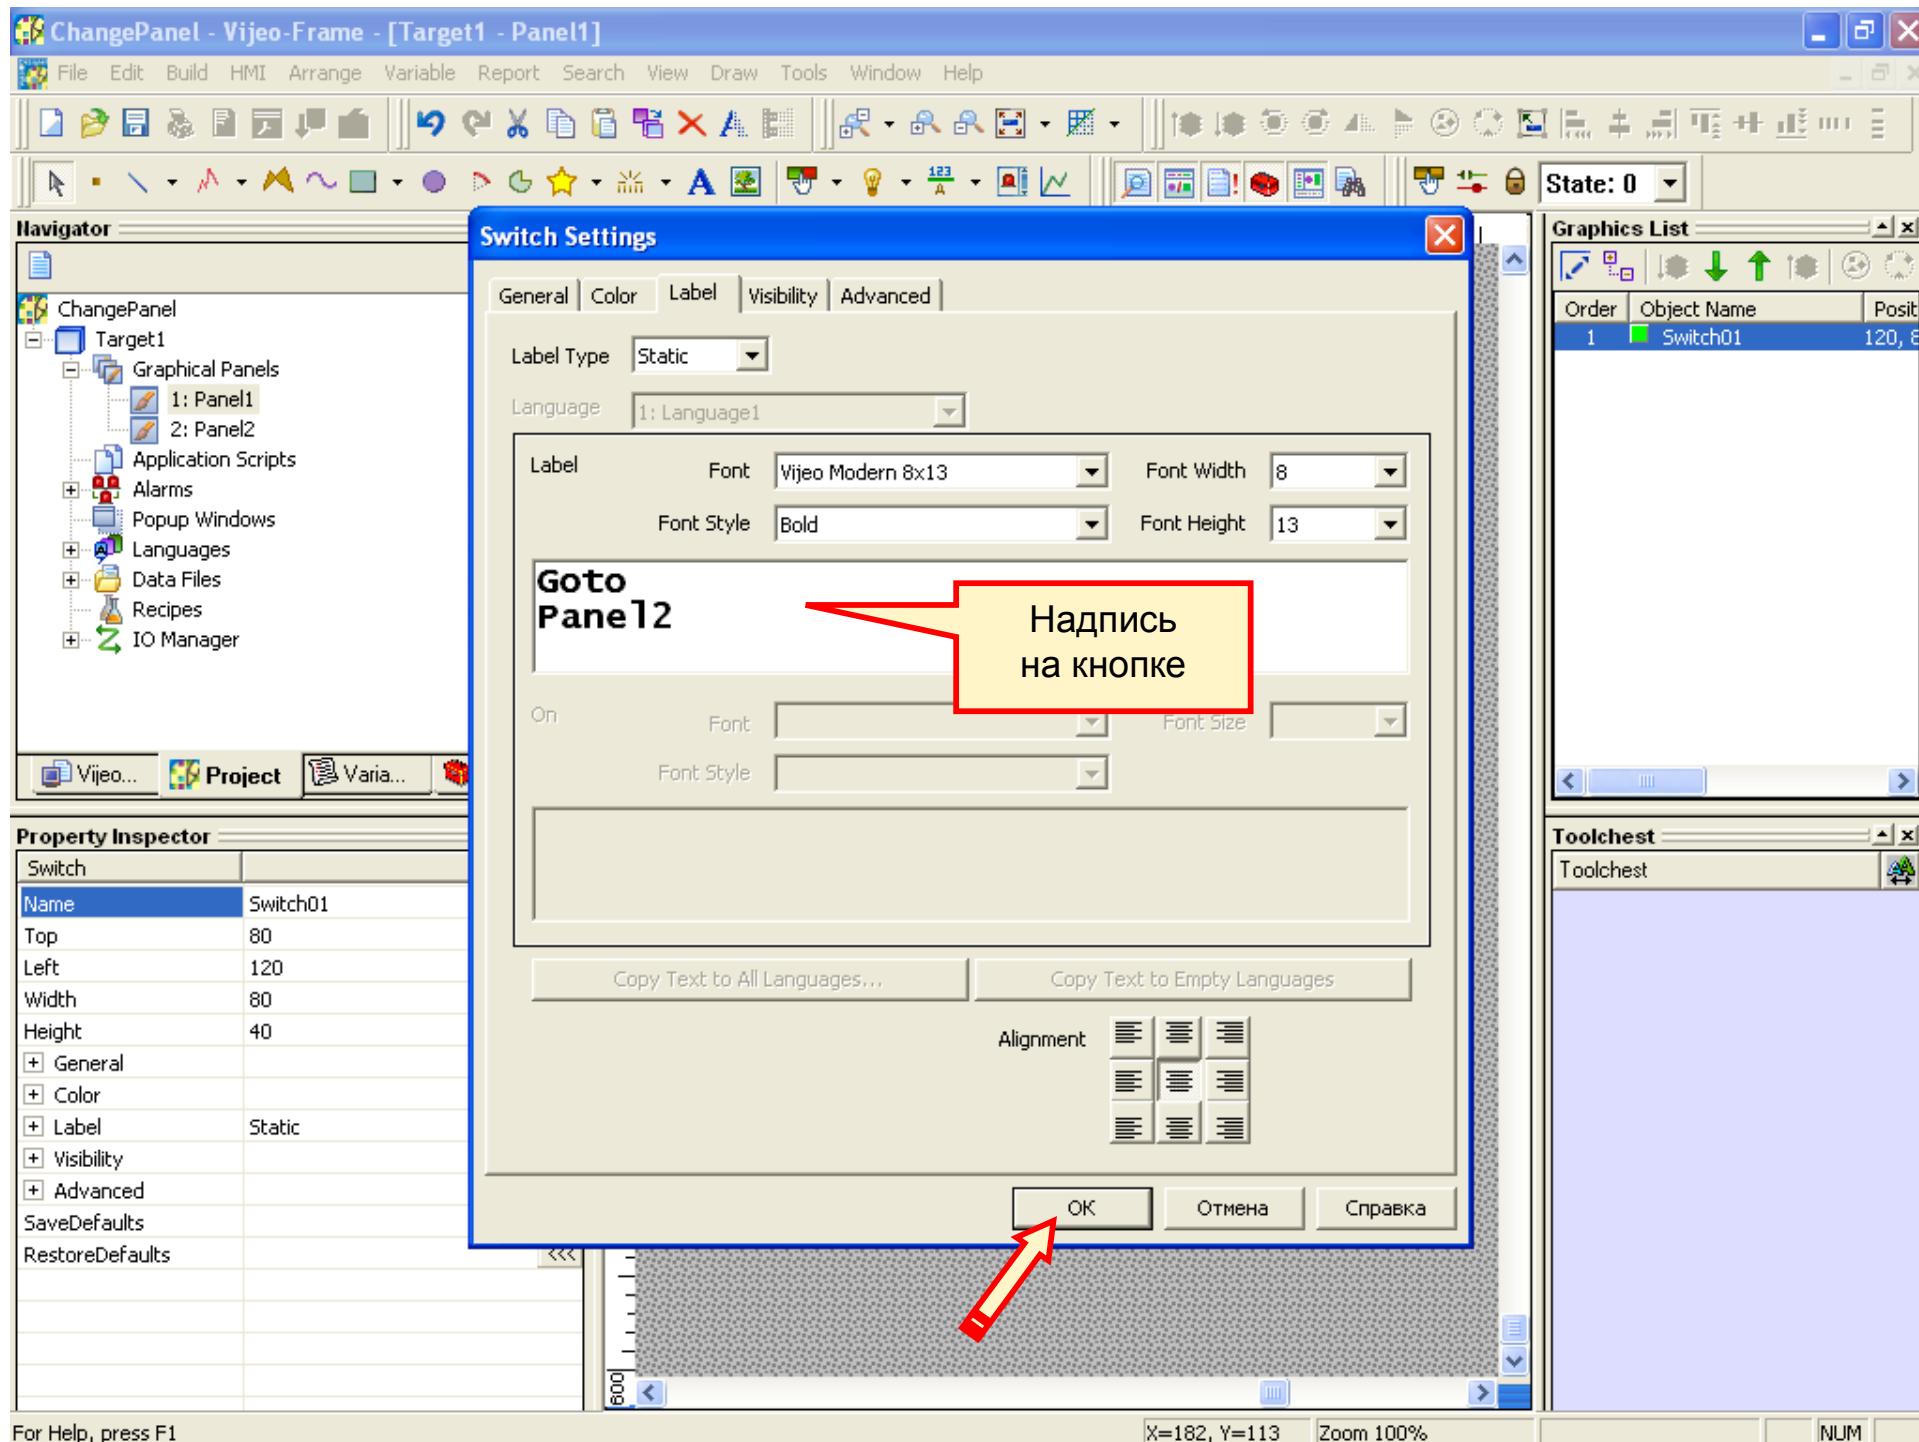 ChangePanel - Vijeo-Frame - [Target1 - Panel1]
File Edit Build HMI Arrange Variable Report Search View Draw Tools Window Help
State: 0
Navigator
ChangePanel
Target1
Graphical Panels
1: Panel1
2: Panel2
Application Scripts
Alarms
Popup Windows
Languages
Data Files
Recipes
IO Manager
Vijeo... Project Varia...
Property Inspector
Switch
Name Switch01
Top 80
Left 120
Width 80
Height 40
General
Color
Label Static
Visibility
Advanced
SaveDefaults
RestoreDefaults <<<
Switch Settings
General Color Label Visibility Advanced
Label Type Static
Language 1: Language1
Label Font Vijeo Modern 8x13 Font Width 8
Font Style Bold Font Height 13
Goto
Panel2
Надпись
на кнопке
On Font Font Size
Font Style
Copy Text to All Languages... Copy Text to Empty Languages
Alignment
OK Отмена Справка
600
Graphics List
Order Object Name Posit
1 Switch01 120, 8
Toolchest
Toolchest
For Help, press F1 X=182, Y=113 Zoom 100% NUM